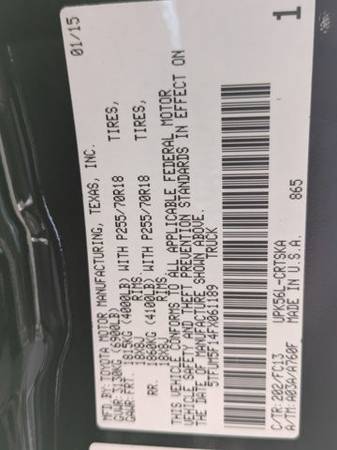 MFD. BY: TOYOTA MOTOR MANUFACTURING, TEXAS, INC. 01/15
GVWR: 3130KG (6900LB)
GAWR: FRT. 1815KG (4000LB) WITH P255/70R18 TIRES,
18X8J RIMS
RR. 1860KG (4100LB) WITH P255/70R18 TIRES,
18X8J RIMS
THIS VEHICLE CONFORMS TO ALL APPLICABLE FEDERAL MOTOR
VEHICLE SAFETY AND THEFT PREVENTION STANDARDS IN EFFECT ON
THE DATE OF MANUFACTURE SHOWN ABOVE.
5TFUM5F14FX061189 TRUCK
C/TR: 202/FC13 UPK56L-CRTSKA 865
A/TM: A03A/A760F MADE IN U.S.A. 1